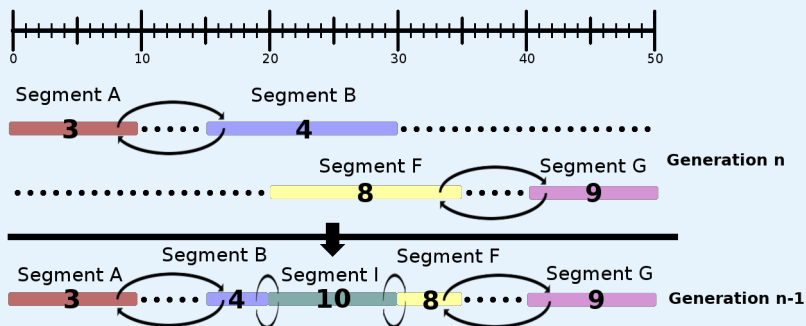 0 10 20 30 40 50
Segment A Segment B
3 4
Generation n
Segment F Segment G
8 9
Segment B Segment F
Segment A Segment I Segment G
3 4 10 8 9 Generation n-1